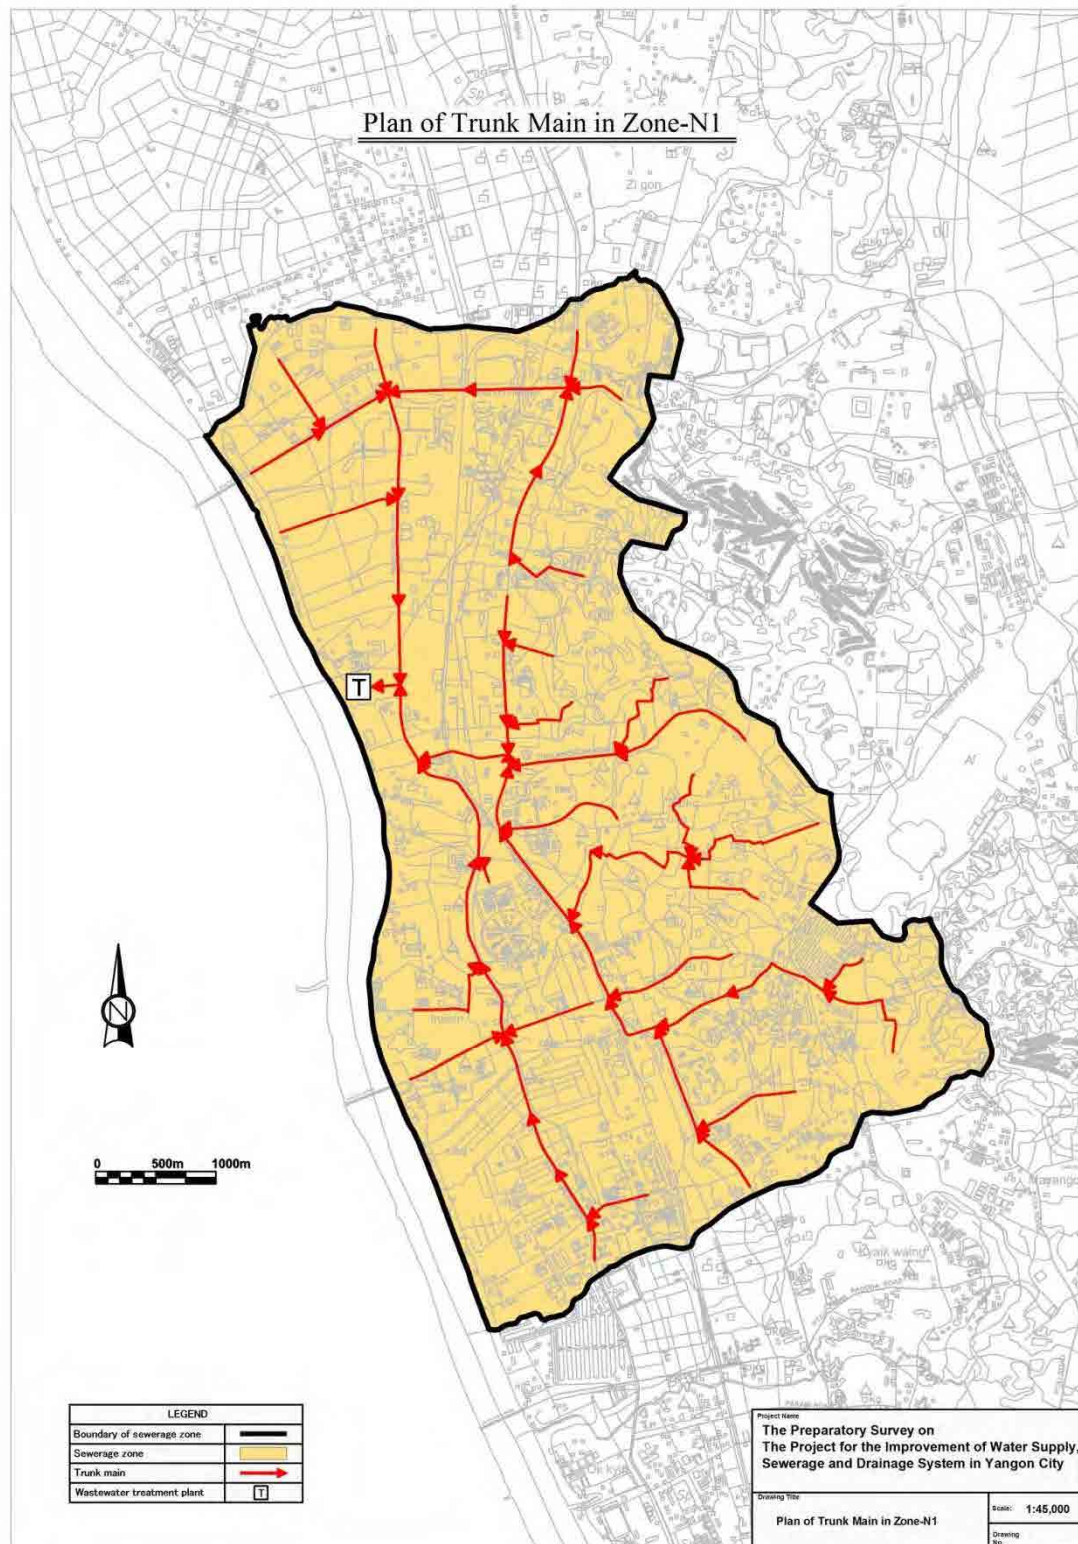 Plan of Trunk Main in Zone-N1
Zi gon
T
N
0 500m 1000m
Kyaik waing
LEGEND
Boundary of sewerage zone
Sewerage zone
Trunk main
Wastewater treatment plant T
Project Name
The Preparatory Survey on
The Project for the Improvement of Water Supply,
Sewerage and Drainage System in Yangon City
Drawing Title
Plan of Trunk Main in Zone-N1
Scale: 1:45,000
Drawing
No.